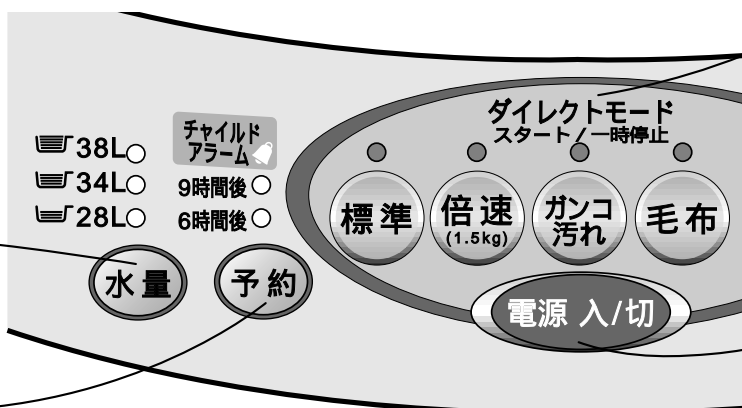 38L
34L
28L
チャイルド
アラーム
9時間後
6時間後
水量
予約
ダイレクトモード
スタート/一時停止
標準
倍速
(1.5kg)
ガンコ
汚れ
毛布
電源 入/切